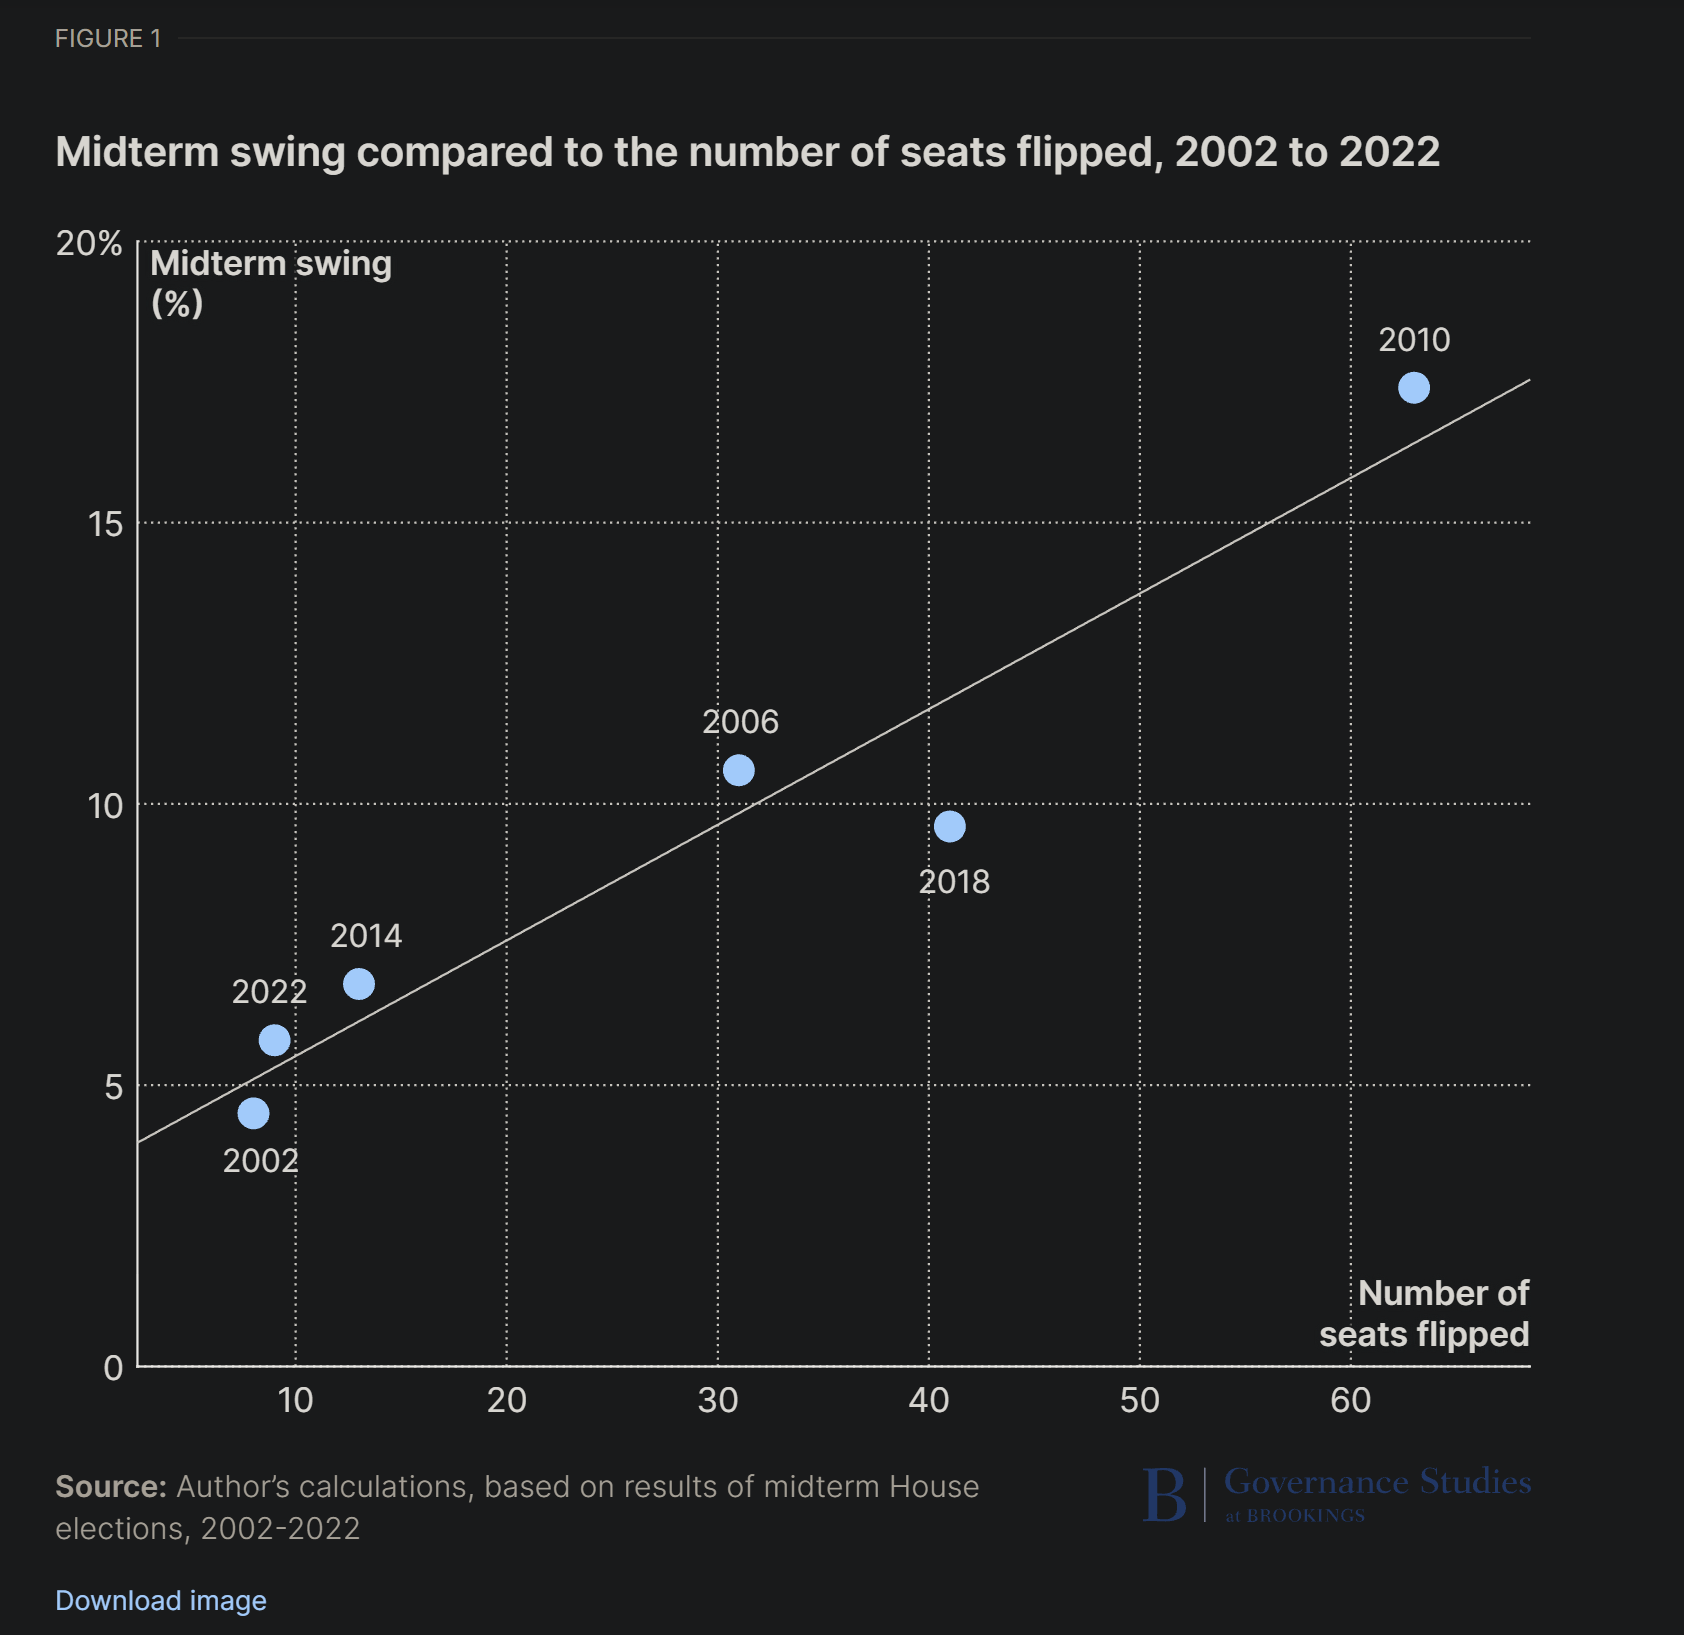 FIGURE 1
Midterm swing compared to the number of seats flipped, 2002 to 2022
20%
Midterm swing
(%)
2010
15
2006
10
2018
2014
2022
5
2002
Number of
seats flipped
0
10 20 30 40 50 60
Source: Author’s calculations, based on results of midterm House
elections, 2002-2022
B | Governance Studies
at BROOKINGS
Download image